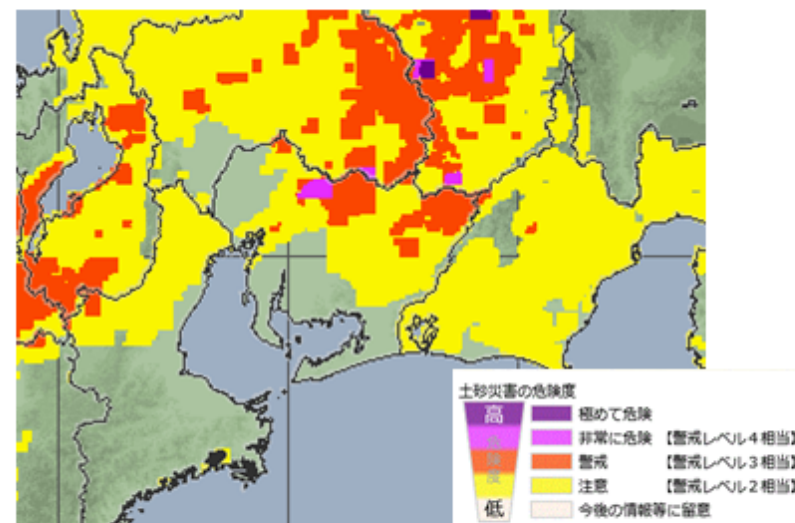 土砂災害の危険度
高
危険度
極めて危険
非常に危険 【警戒レベル4相当】
警戒 【警戒レベル3相当】
注意 【警戒レベル2相当】
低
今後の情報等に留意